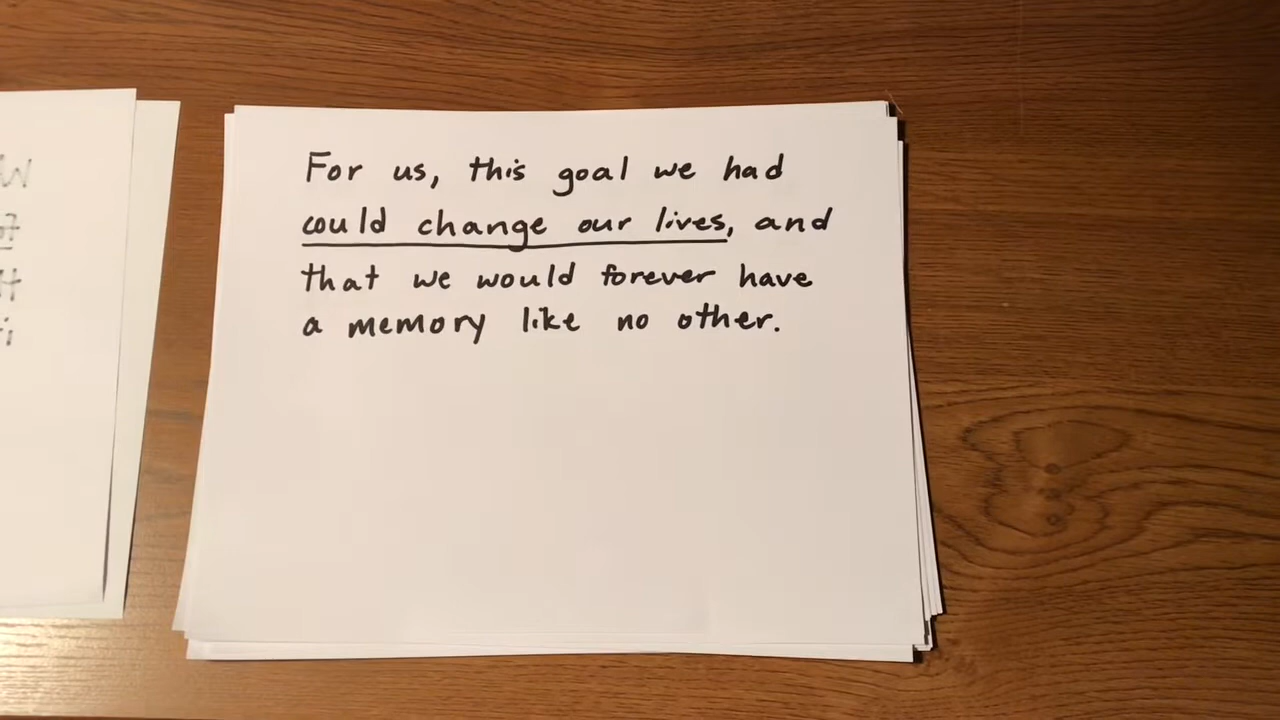 For us, this goal we had
could change our lives, and
that we would forever have
a memory like no other.